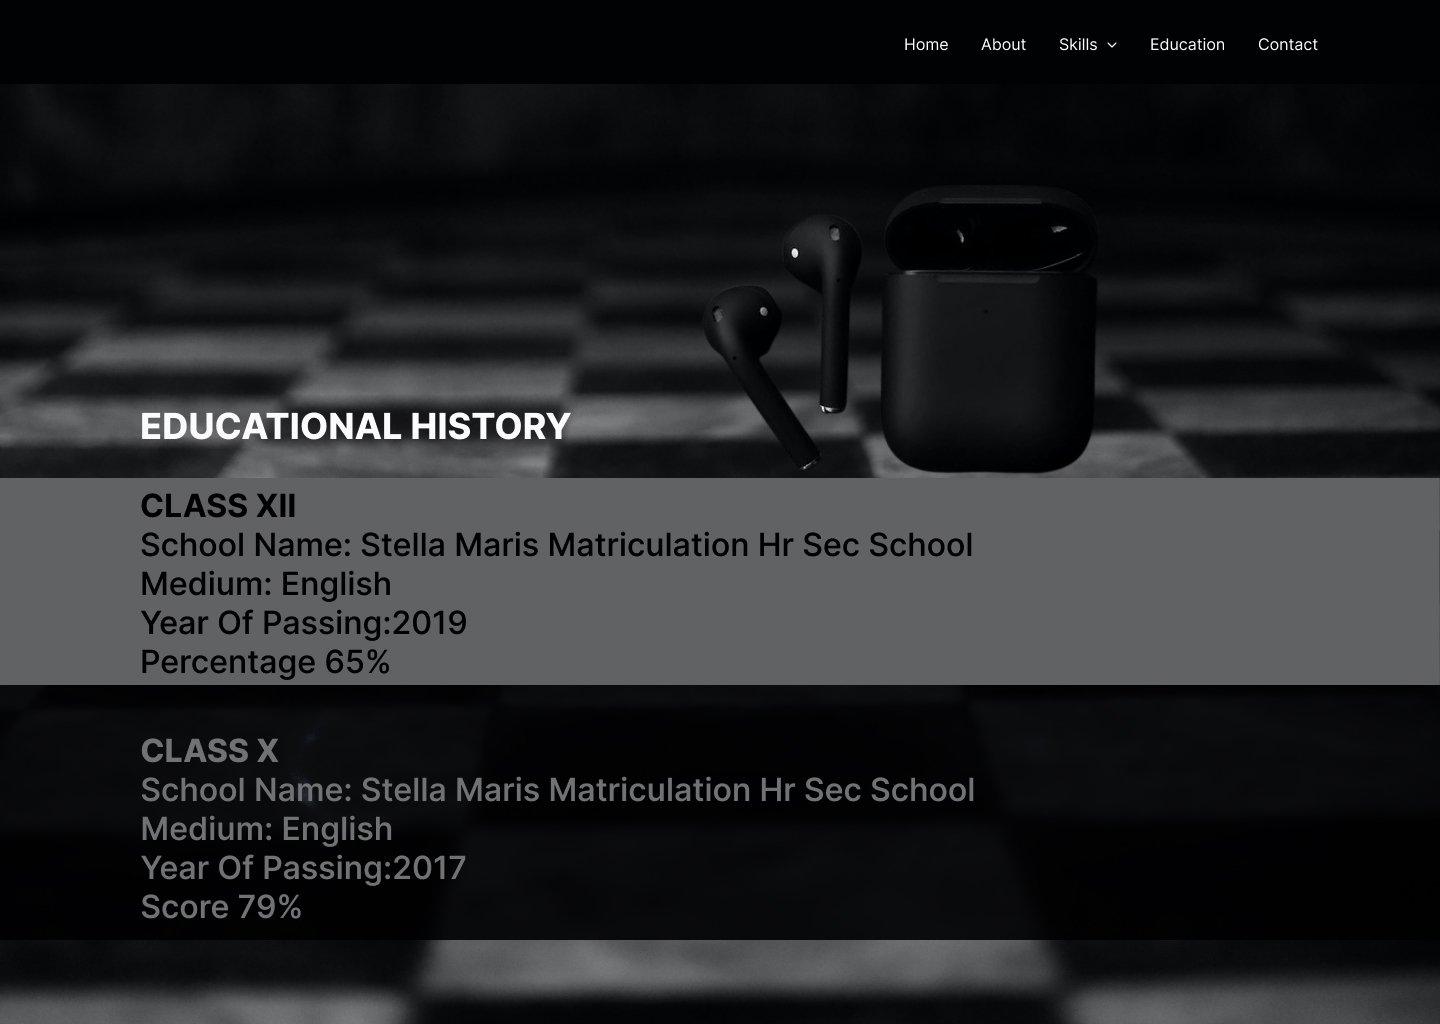 Home About Skills Education Contact
EDUCATIONAL HISTORY
CLASS XII
School Name: Stella Maris Matriculation Hr Sec School
Medium: English
Year Of Passing:2019
Percentage 65%
CLASS X
School Name: Stella Maris Matriculation Hr Sec School
Medium: English
Year Of Passing:2017
Score 79%